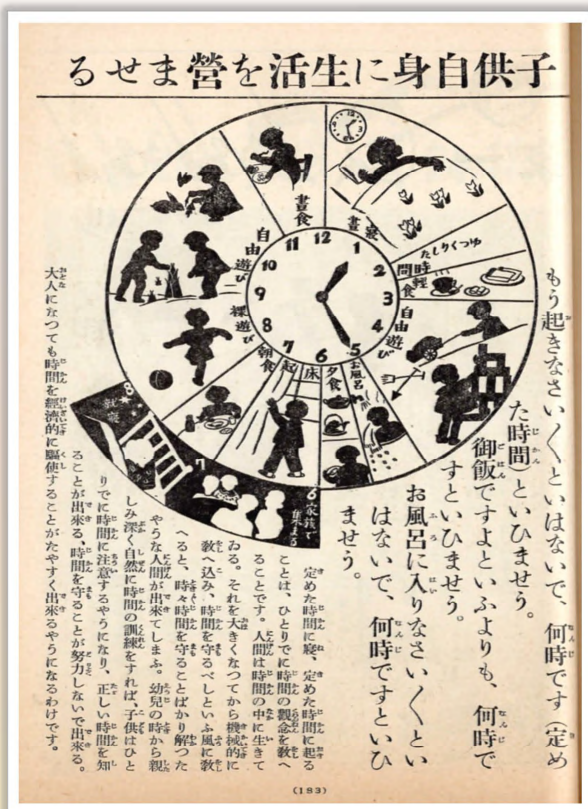 子供自身に生活を營ませる
もう起きなさいくといはないで、何時です(定め
た時間)といひませう。
御飯ですよといふよりも、何時で
すといひませう。
お風呂に入りなさいくとい
はないで、何時ですといひ
ませう。
12
1
2
3
4
5
6
7
8
9
10
11
晝寢
たしりくつゆ
時間
輕食
自由遊び
お風呂
夕食
起床
朝食
裸遊び
自由遊び
晝食
6
家族で
集まる
7
8
就寢
定めた時間に寢、定めた時間に起る
ことは、ひとりでに時間の觀念を教へ
ることです。人間は時間の中に生きて
ゐる。それを大きくなつてから機械的に
教へ込み、時間を守るべしといふ風に教
へると、時々時間を守ることばかり解つた
やうな人間が出來てしまふ。幼兒の時から親
しみ深く自然に時間の訓練をすれば、子供はひと
りでに時間に注意するやうになり、正しい時間を知
ることが出來る、時間を守ることが努力しないで出來る。
大人になつても時間を經濟的に驅使することがたやすく出來るやうになるわけです。
(183)